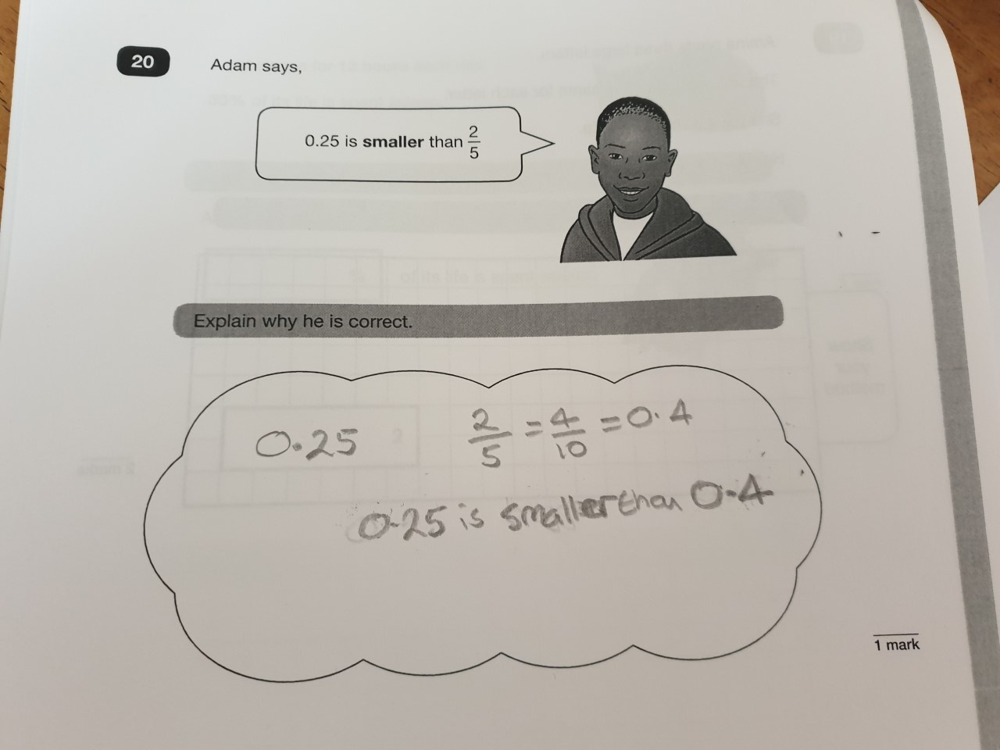 20
Adam says,
0.25 is smaller than 2/5
Explain why he is correct.
0.25 2/5 = 4/10 = 0.4
0.25 is smaller than 0.4
1 mark